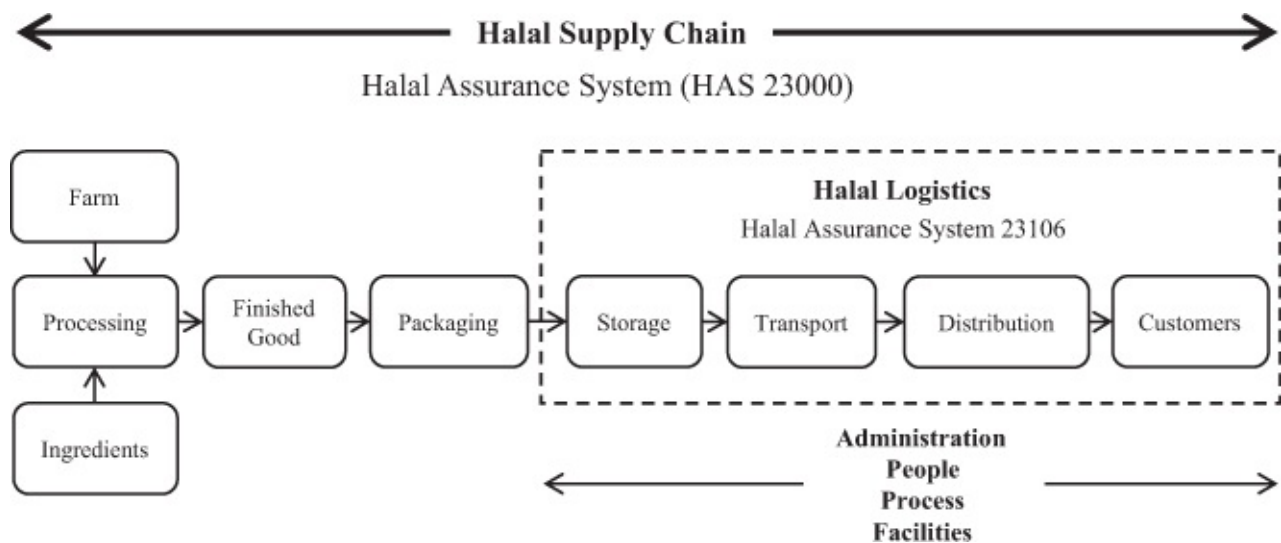 Halal Supply Chain
Halal Assurance System (HAS 23000)
Farm
Halal Logistics
Halal Assurance System 23106
Processing
Finished
Good
Packaging
Storage
Transport
Distribution
Customers
Ingredients
Administration
People
Process
Facilities